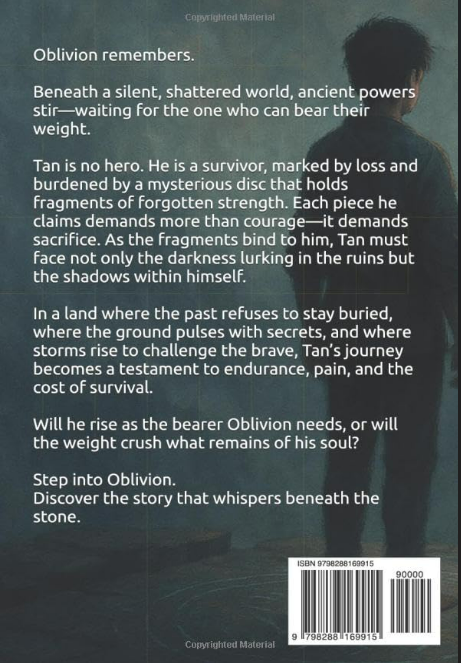 Copyrighted Material
Oblivion remembers.
Beneath a silent, shattered world, ancient powers
stir—waiting for the one who can bear their
weight.
Tan is no hero. He is a survivor, marked by loss and
burdened by a mysterious disc that holds
fragments of forgotten strength. Each piece he
claims demands more than courage—it demands
sacrifice. As the fragments bind to him, Tan must
face not only the darkness lurking in the ruins but
the shadows within himself.
In a land where the past refuses to stay buried,
where the ground pulses with secrets, and where
storms rise to challenge the brave, Tan's journey
becomes a testament to endurance, pain, and the
cost of survival.
Will he rise as the bearer Oblivion needs, or will
the weight crush what remains of his soul?
Step into Oblivion.
Discover the story that whispers beneath the
stone.
ISBN 9798288169915
90000
9 798288 169915
Copyrighted Material